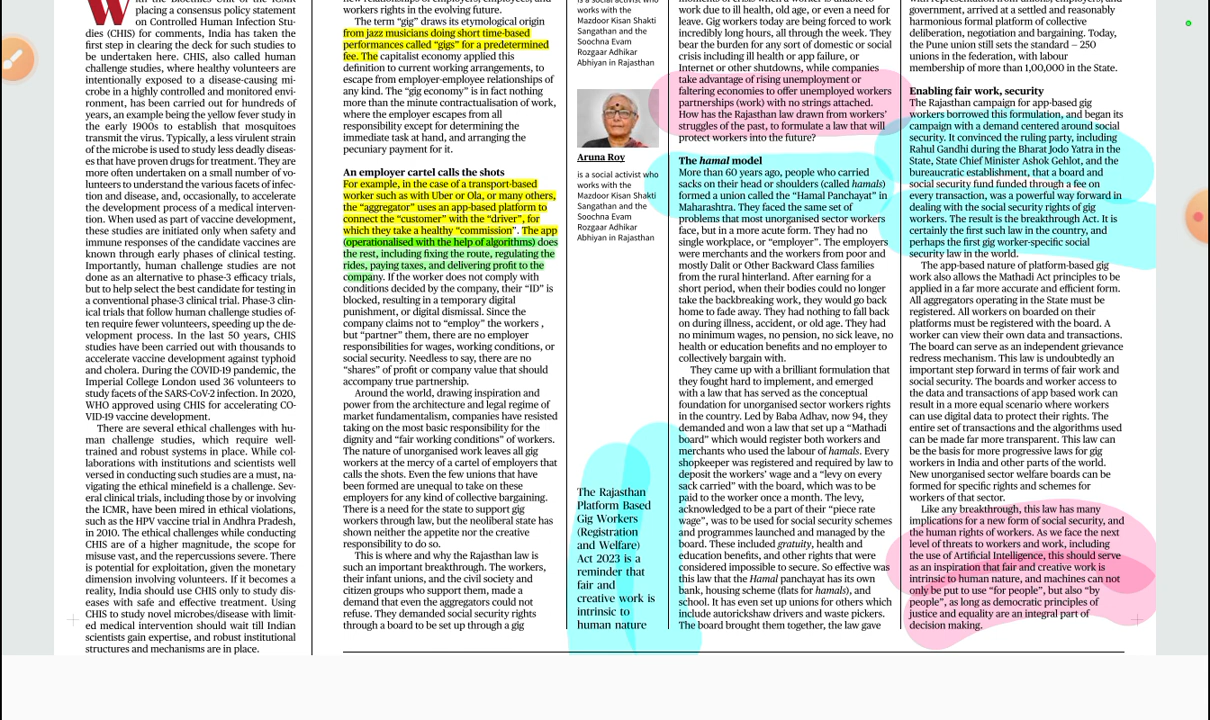 W
ith the Bioethics Unit of the ICMR
placing a consensus policy statement
on Controlled Human Infection Stu-
dies (CHIS) for comments, India has taken the
first step in clearing the deck for such studies to
be undertaken here. CHIS, also called human
challenge studies, where healthy volunteers are
intentionally exposed to a disease-causing mi-
crobe in a highly controlled and monitored envi-
ronment, has been carried out for hundreds of
years, an example being the yellow fever study in
the early 1900s to establish that mosquitoes
transmit the virus. Typically, a less virulent strain
of the microbe is used to study less deadly diseas-
es that have proven drugs for treatment. They are
more often undertaken on a small number of vo-
lunteers to understand the various facets of infec-
tion and disease, and, occasionally, to accelerate
the development process of a medical interven-
tion. When used as part of vaccine development,
these studies are initiated only when safety and
immune responses of the candidate vaccines are
known through early phases of clinical testing.
Importantly, human challenge studies are not
done as an alternative to phase-3 efficacy trials,
but to help select the best candidate for testing in
a conventional phase-3 clinical trial. Phase-3 clin-
ical trials that follow human challenge studies of-
ten require fewer volunteers, speeding up the de-
velopment process. In the last 50 years, CHIS
studies have been carried out with thousands to
accelerate vaccine development against typhoid
and cholera. During the COVID-19 pandemic, the
Imperial College London used 36 volunteers to
study facets of the SARS-CoV-2 infection. In 2020,
WHO approved using CHIS for accelerating CO-
VID-19 vaccine development.
There are several ethical challenges with hu-
man challenge studies, which require well-
trained and robust systems in place. While col-
laborations with institutions and scientists well
versed in conducting such studies are a must, na-
vigating the ethical minefield is a challenge. Sev-
eral clinical trials, including those by or involving
the ICMR, have been mired in ethical violations,
such as the HPV vaccine trial in Andhra Pradesh,
in 2010. The ethical challenges while conducting
CHIS are of a higher magnitude, the scope for
misuse vast, and the repercussions severe. There
is potential for exploitation, given the monetary
dimension involving volunteers. If it becomes a
reality, India should use CHIS only to study dis-
eases with safe and effective treatment. Using
CHIS to study novel microbes/disease with limit-
ed medical intervention should wait till Indian
scientists gain expertise, and robust institutional
structures and mechanisms are in place.
new relationships of employers, employees, and
workers rights in the evolving future.
The term “gig” draws its etymological origin
from jazz musicians doing short time-based
performances called “gigs” for a predetermined
fee. The capitalist economy applied this
definition to current working arrangements, to
escape from employer-employee relationships of
any kind. The “gig economy” is in fact nothing
more than the minute contractualisation of work,
where the employer escapes from all
responsibility except for determining the
immediate task at hand, and arranging the
pecuniary payment for it.
An employer cartel calls the shots
For example, in the case of a transport-based
worker such as with Uber or Ola, or many others,
the “aggregator” uses an app-based platform to
connect the “customer” with the “driver”, for
which they take a healthy “commission”. The app
(operationalised with the help of algorithms) does
the rest, including fixing the route, regulating the
rides, paying taxes, and delivering profit to the
company. If the worker does not comply with
conditions decided by the company, their “ID” is
blocked, resulting in a temporary digital
punishment, or digital dismissal. Since the
company claims not to “employ” the workers ,
but “partner” them, there are no employer
responsibilities for wages, working conditions, or
social security. Needless to say, there are no
“shares” of profit or company value that should
accompany true partnership.
Around the world, drawing inspiration and
power from the architecture and legal regime of
market fundamentalism, companies have resisted
taking on the most basic responsibility for the
dignity and “fair working conditions” of workers.
The nature of unorganised work leaves all gig
workers at the mercy of a cartel of employers that
calls the shots. Even the few unions that have
been formed are unequal to take on these
employers for any kind of collective bargaining.
There is a need for the state to support gig
workers through law, but the neoliberal state has
shown neither the appetite nor the creative
responsibility to do so.
This is where and why the Rajasthan law is
such an important breakthrough. The workers,
their infant unions, and the civil society and
citizen groups who support them, made a
demand that even the aggregators could not
refuse. They demanded social security rights
through a board to be set up through a gig
is a social activist who
works with the
Mazdoor Kisan Shakti
Sangathan and the
Soochna Evam
Rozgaar Adhikar
Abhiyan in Rajasthan
Aruna Roy
is a social activist who
works with the
Mazdoor Kisan Shakti
Sangathan and the
Soochna Evam
Rozgaar Adhikar
Abhiyan in Rajasthan
The Rajasthan
Platform Based
Gig Workers
(Registration
and Welfare)
Act 2023 is a
reminder that
fair and
creative work is
intrinsic to
human nature
work due to ill health, old age, or even a need for
leave. Gig workers today are being forced to work
incredibly long hours, all through the week. They
bear the burden for any sort of domestic or social
crisis including ill health or app failure, or
Internet or other shutdowns, while companies
take advantage of rising unemployment or
faltering economies to offer unemployed workers
partnerships (work) with no strings attached.
How has the Rajasthan law drawn from workers’
struggles of the past, to formulate a law that will
protect workers into the future?
The hamal model
More than 60 years ago, people who carried
sacks on their head or shoulders (called hamals)
formed a union called the “Hamal Panchayat” in
Maharashtra. They faced the same set of
problems that most unorganised sector workers
face, but in a more acute form. They had no
single workplace, or “employer”. The employers
were merchants and the workers from poor and
mostly Dalit or Other Backward Class families
from the rural hinterland. After earning for a
short period, when their bodies could no longer
take the backbreaking work, they would go back
home to fade away. They had nothing to fall back
on during illness, accident, or old age. They had
no minimum wages, no pension, no sick leave, no
health or education benefits and no employer to
collectively bargain with.
They came up with a brilliant formulation that
they fought hard to implement, and emerged
with a law that has served as the conceptual
foundation for unorganised sector workers rights
in the country. Led by Baba Adhav, now 94, they
demanded and won a law that set up a “Mathadi
board” which would register both workers and
merchants who used the labour of hamals. Every
shopkeeper was registered and required by law to
deposit the workers’ wage and a “levy on every
sack carried” with the board, which was to be
paid to the worker once a month. The levy,
acknowledged to be a part of their “piece rate
wage”, was to be used for social security schemes
and programmes launched and managed by the
board. These included gratuity, health and
education benefits, and other rights that were
considered impossible to secure. So effective was
this law that the Hamal panchayat has its own
bank, housing scheme (flats for hamals), and
school. It has even set up unions for others which
include autorickshaw drivers and waste pickers.
The board brought them together, the law gave
government, arrived at a settled and reasonably
harmonious formal platform of collective
deliberation, negotiation and bargaining. Today,
the Pune union still sets the standard — 250
unions in the federation, with labour
membership of more than 1,00,000 in the State.
Enabling fair work, security
The Rajasthan campaign for app-based gig
workers borrowed this formulation, and began its
campaign with a demand centered around social
security. It convinced the ruling party, including
Rahul Gandhi during the Bharat Jodo Yatra in the
State, State Chief Minister Ashok Gehlot, and the
bureaucratic establishment, that a board and
social security fund funded through a fee on
every transaction, was a powerful way forward in
dealing with the social security rights of gig
workers. The result is the breakthrough Act. It is
certainly the first such law in the country, and
perhaps the first gig worker-specific social
security law in the world.
The app-based nature of platform-based gig
work also allows the Mathadi Act principles to be
applied in a far more accurate and efficient form.
All aggregators operating in the State must be
registered. All workers on boarded on their
platforms must be registered with the board. A
worker can view their own data and transactions.
The board can serve as an independent grievance
redress mechanism. This law is undoubtedly an
important step forward in terms of fair work and
social security. The boards and worker access to
the data and transactions of app based work can
result in a more equal scenario where workers
can use digital data to protect their rights. The
entire set of transactions and the algorithms used
can be made far more transparent. This law can
be the basis for more progressive laws for gig
workers in India and other parts of the world.
New unorganised sector welfare boards can be
formed for specific rights and schemes for
workers of that sector.
Like any breakthrough, this law has many
implications for a new form of social security, and
the human rights of workers. As we face the next
level of threats to workers and work, including
the use of Artificial Intelligence, this should serve
as an inspiration that fair and creative work is
intrinsic to human nature, and machines can not
only be put to use “for people”, but also “by
people”, as long as democratic principles of
justice and equality are an integral part of
decision making.